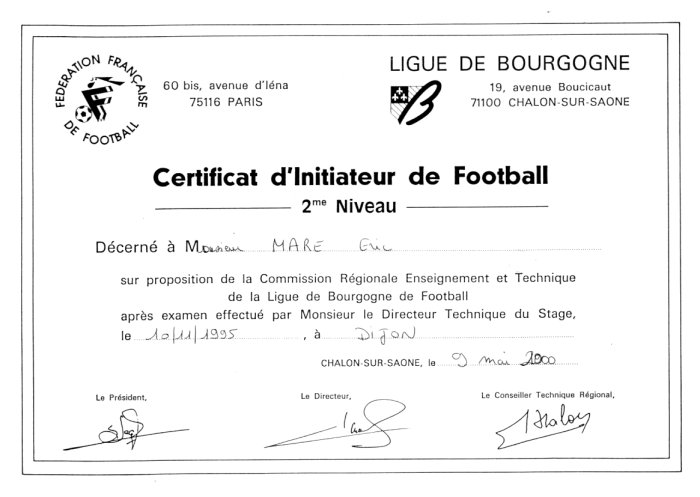 FEDERATION FRANÇAISE
DE FOOTBALL
60 bis, avenue d'Iéna
75116 PARIS
LIGUE DE BOURGOGNE
19, avenue Boucicaut
71100 CHALON-SUR-SAONE
Certificat d'Initiateur de Football
2me Niveau
Décerné à Monsieur MARE Eric
sur proposition de la Commission Régionale Enseignement et Technique
de la Ligue de Bourgogne de Football
après examen effectué par Monsieur le Directeur Technique du Stage,
le 10/11/1995, à DIJON
CHALON-SUR-SAONE, le 9 mai 2000
Le Président,
Le Directeur,
Le Conseiller Technique Régional,